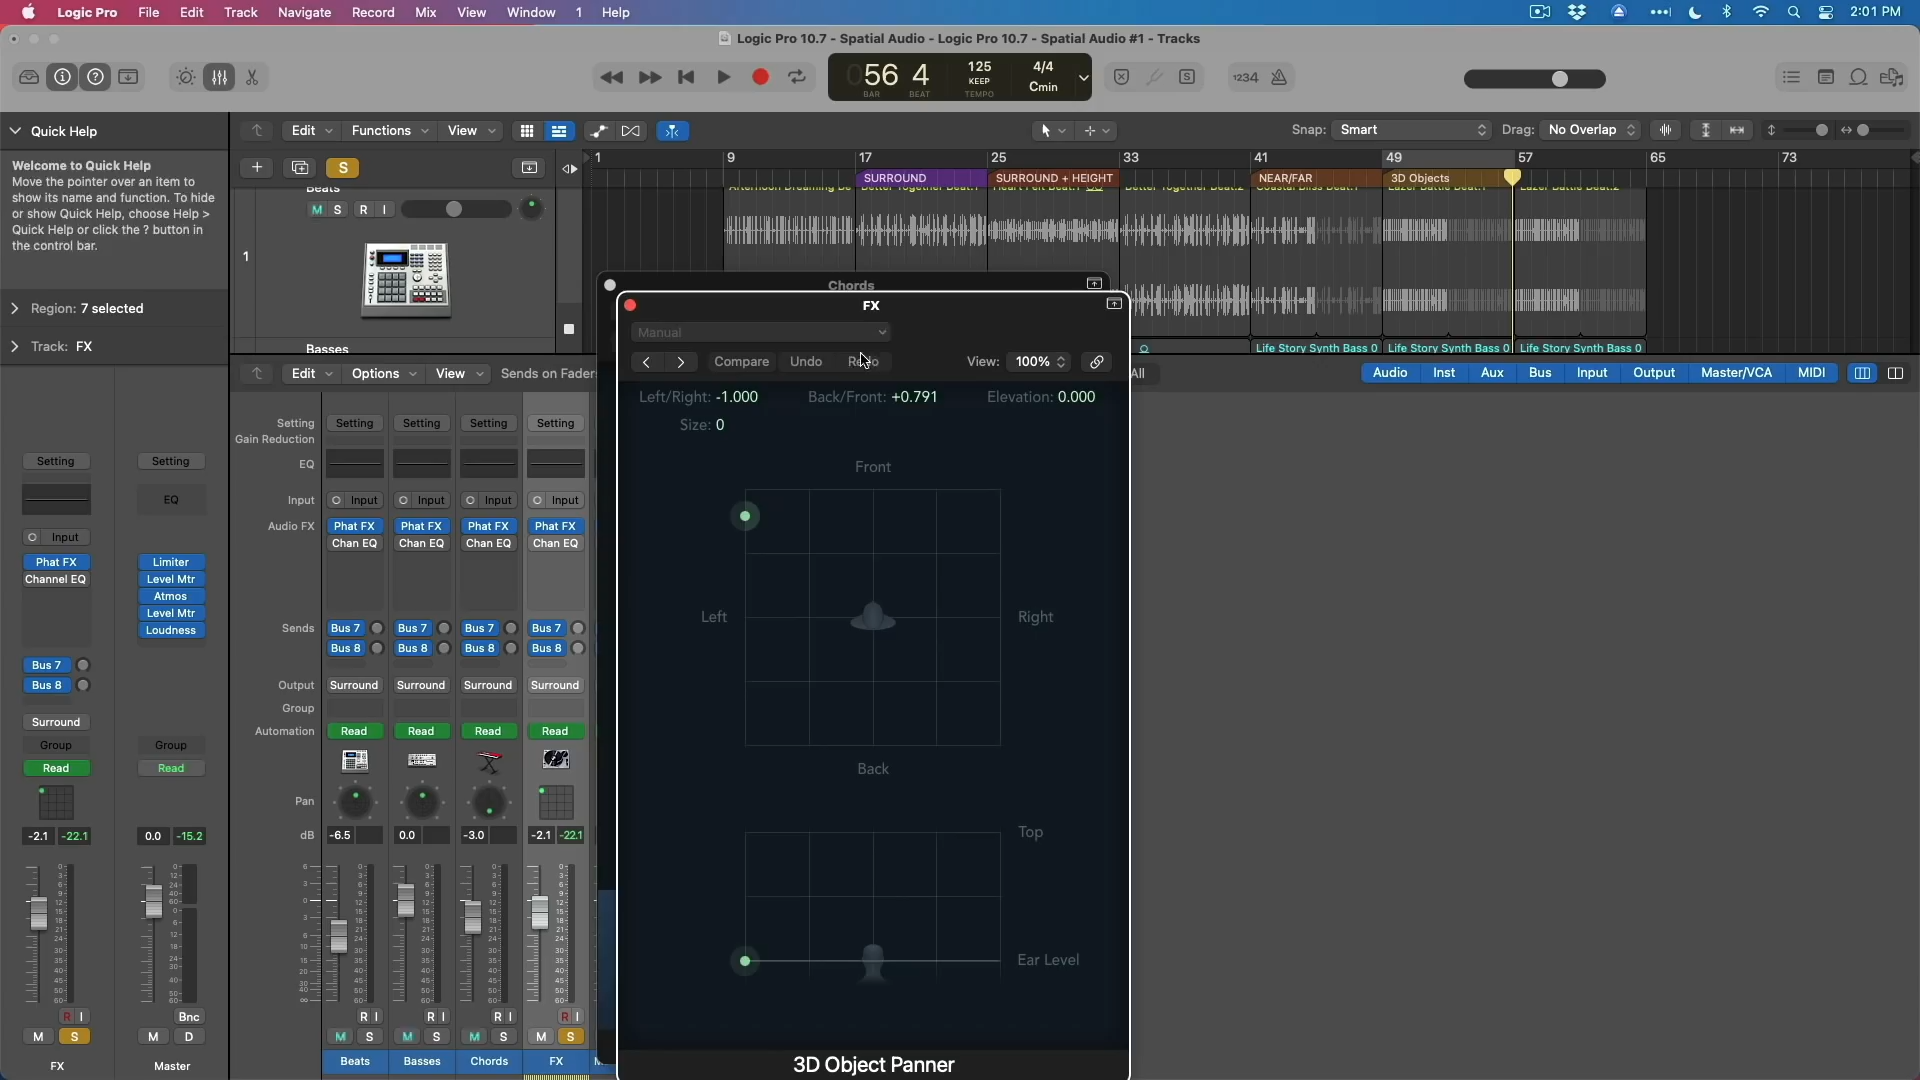 Logic Pro File Edit Track Navigate Record Mix View Window 1 Help 2:01 PM
Logic Pro 10.7 - Spatial Audio - Logic Pro 10.7 - Spatial Audio #1 - Tracks
56 4 125 4/4
KEEP Cmin
BAR BEAT TEMPO
S 1234
Quick Help
Edit Functions View Snap: Smart Drag: No Overlap
Welcome to Quick Help
Move the pointer over an item to
show its name and function. To hide
or show Quick Help, choose Help >
Quick Help or click the ? button in
the control bar.
S
1 9 17 25 33 41 49 57 65 73
SURROUND SURROUND + HEIGHT NEAR/FAR 3D Objects
Beats
M S R I
1
Basses
Life Story Synth Bass 0 Life Story Synth Bass 0 Life Story Synth Bass 0
Region: 7 selected
Track: FX
Edit Options View Sends on Fader
All Audio Inst Aux Bus Input Output Master/VCA MIDI
Chords
FX
Manual
Compare Undo Redo View: 100%
Left/Right: -1.000 Back/Front: +0.791 Elevation: 0.000
Size: 0
Front
Left Right
Back
Top
Ear Level
3D Object Panner
Setting Setting Setting Setting Setting
Gain Reduction
EQ
Input Input Input Input Input
Audio FX Phat FX Phat FX Phat FX Phat FX
Chan EQ Chan EQ Chan EQ Chan EQ
Sends Bus 7 Bus 7 Bus 7 Bus 7
Bus 8 Bus 8 Bus 8 Bus 8
Output Surround Surround Surround Surround
Group
Automation Read Read Read Read
Pan
dB -6.5 0.0 -3.0 -2.1 -22.1
R I R I R I R I
M S M S M S M S
Beats Basses Chords FX
Setting Setting
EQ
Input
Phat FX Limiter
Channel EQ Level Mtr
Atmos
Level Mtr
Loudness
Bus 7
Bus 8
Surround
Group Group
Read Read
-2.1 -22.1 0.0 -15.2
R I Bnc
M S M D
FX Master